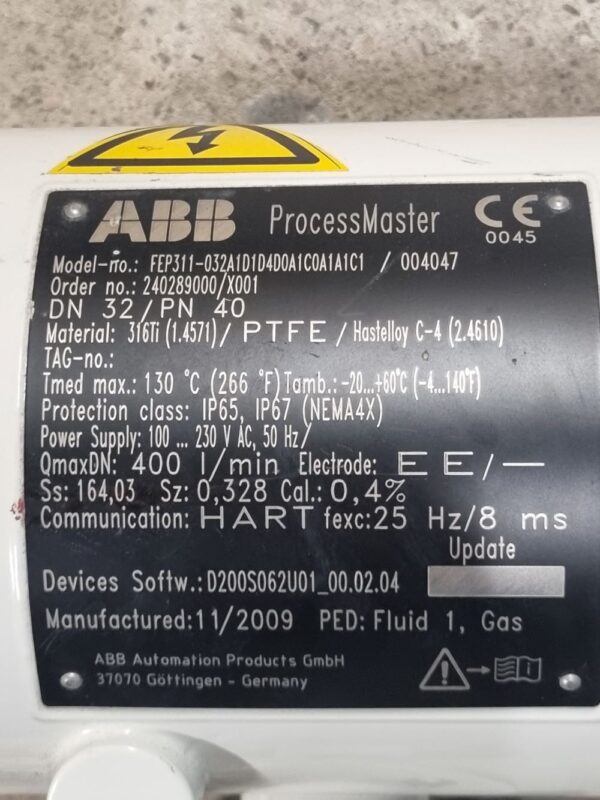 ABB ProcessMaster CE
0045
Model-no.: FEP311-032A1D1D4D0A1C0A1A1C1 / 004047
Order no.: 240289000/X001
DN 32/PN 40
Material: 316Ti (1.4571)/ PTFE / Hastelloy C-4 (2.4610)
TAG-no.:
Tmed max.: 130 °C (266 °F) Tamb.: -20...+60°C (-4...140°F)
Protection class: IP65, IP67 (NEMA4X)
Power Supply: 100 ... 230 V AC, 50 Hz/
QmaxDN: 400 l/min Electrode: E E/—
Ss: 164,03 Sz: 0,328 Cal.: 0,4%
Communication: HART fexc: 25 Hz/8 ms
Update
Devices Softw.: D200S062U01_00.02.04
Manufactured: 11/2009 PED: Fluid 1, Gas
ABB Automation Products GmbH
37070 Göttingen - Germany